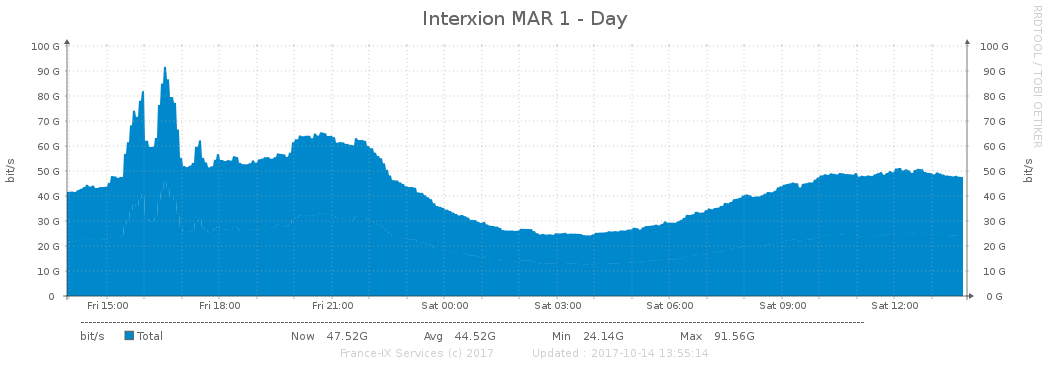 Interxion MAR 1 - Day
RRDTOOL / TOBI OETIKER
bit/s
bit/s
100 G 100 G
90 G 90 G
80 G 80 G
70 G 70 G
60 G 60 G
50 G 50 G
40 G 40 G
30 G 30 G
20 G 20 G
10 G 10 G
0 0 G
Fri 15:00 Fri 18:00 Fri 21:00 Sat 00:00 Sat 03:00 Sat 06:00 Sat 09:00 Sat 12:00
bit/s Total Now 47.52G Avg 44.52G Min 24.14G Max 91.56G
France-IX Services (c) 2017 Updated : 2017-10-14 13:55:14